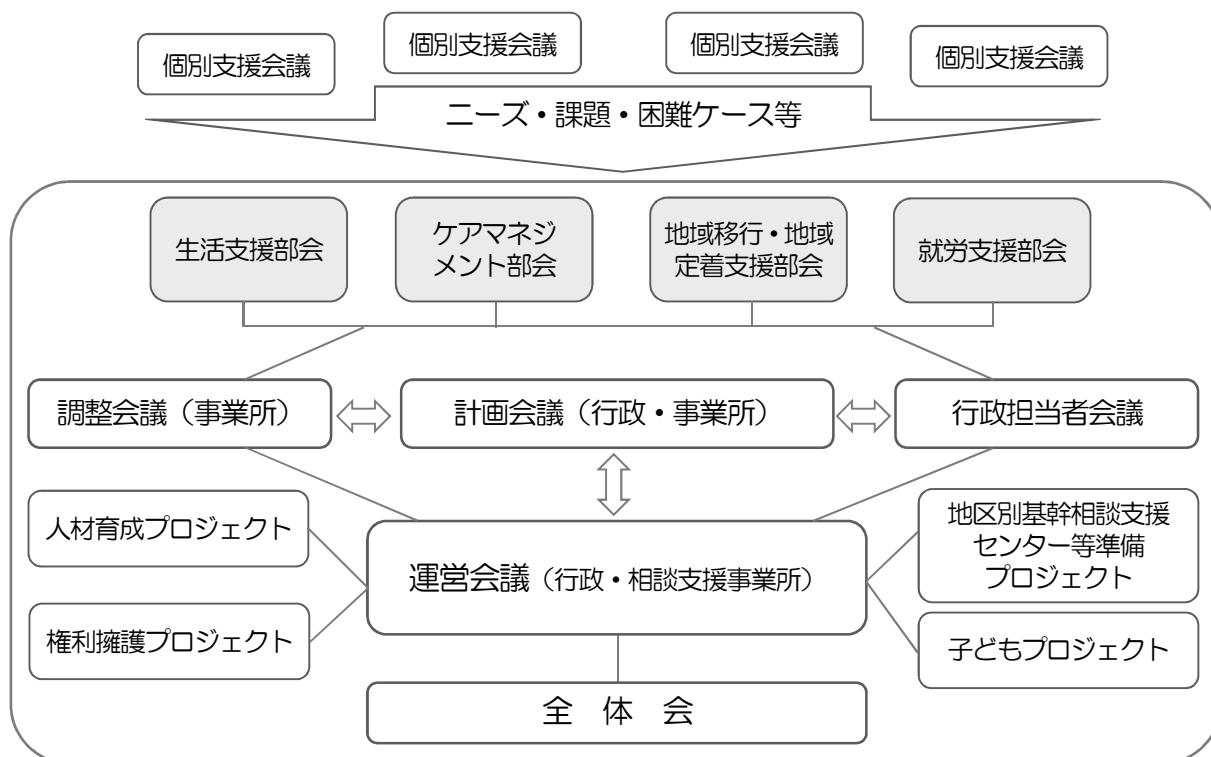 個別支援会議
個別支援会議
個別支援会議
個別支援会議
ニーズ・課題・困難ケース等
生活支援部会
ケアマネジ
メント部会
地域移行・地域
定着支援部会
就労支援部会
調整会議（事業所）
計画会議（行政・事業所）
行政担当者会議
人材育成プロジェクト
権利擁護プロジェクト
運営会議（行政・相談支援事業所）
地区別基幹相談支援
センター等準備
プロジェクト
子どもプロジェクト
全　体　会